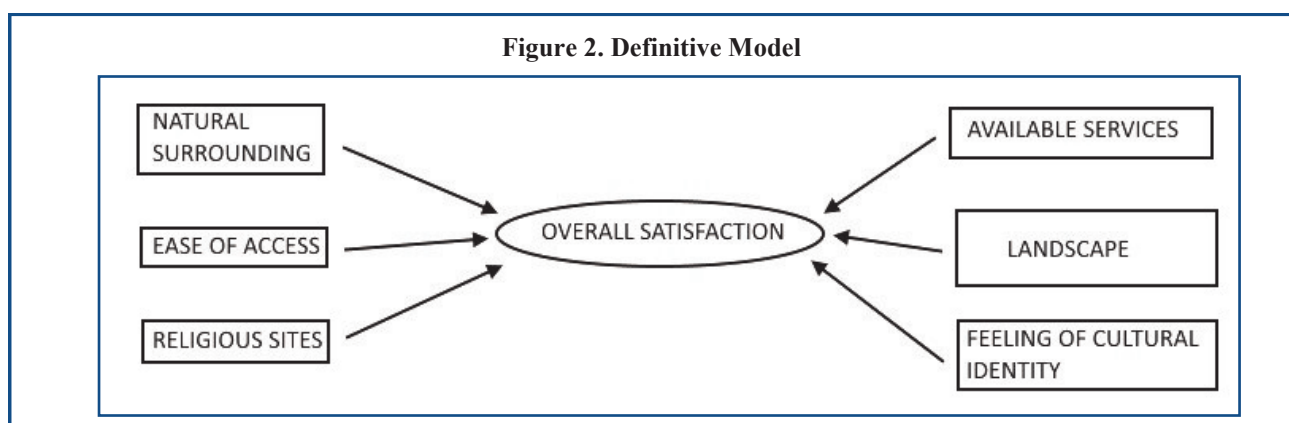 Figure 2. Definitive Model
NATURAL
SURROUNDING
EASE OF ACCESS
RELIGIOUS SITES
OVERALL SATISFACTION
AVAILABLE SERVICES
LANDSCAPE
FEELING OF CULTURAL
IDENTITY